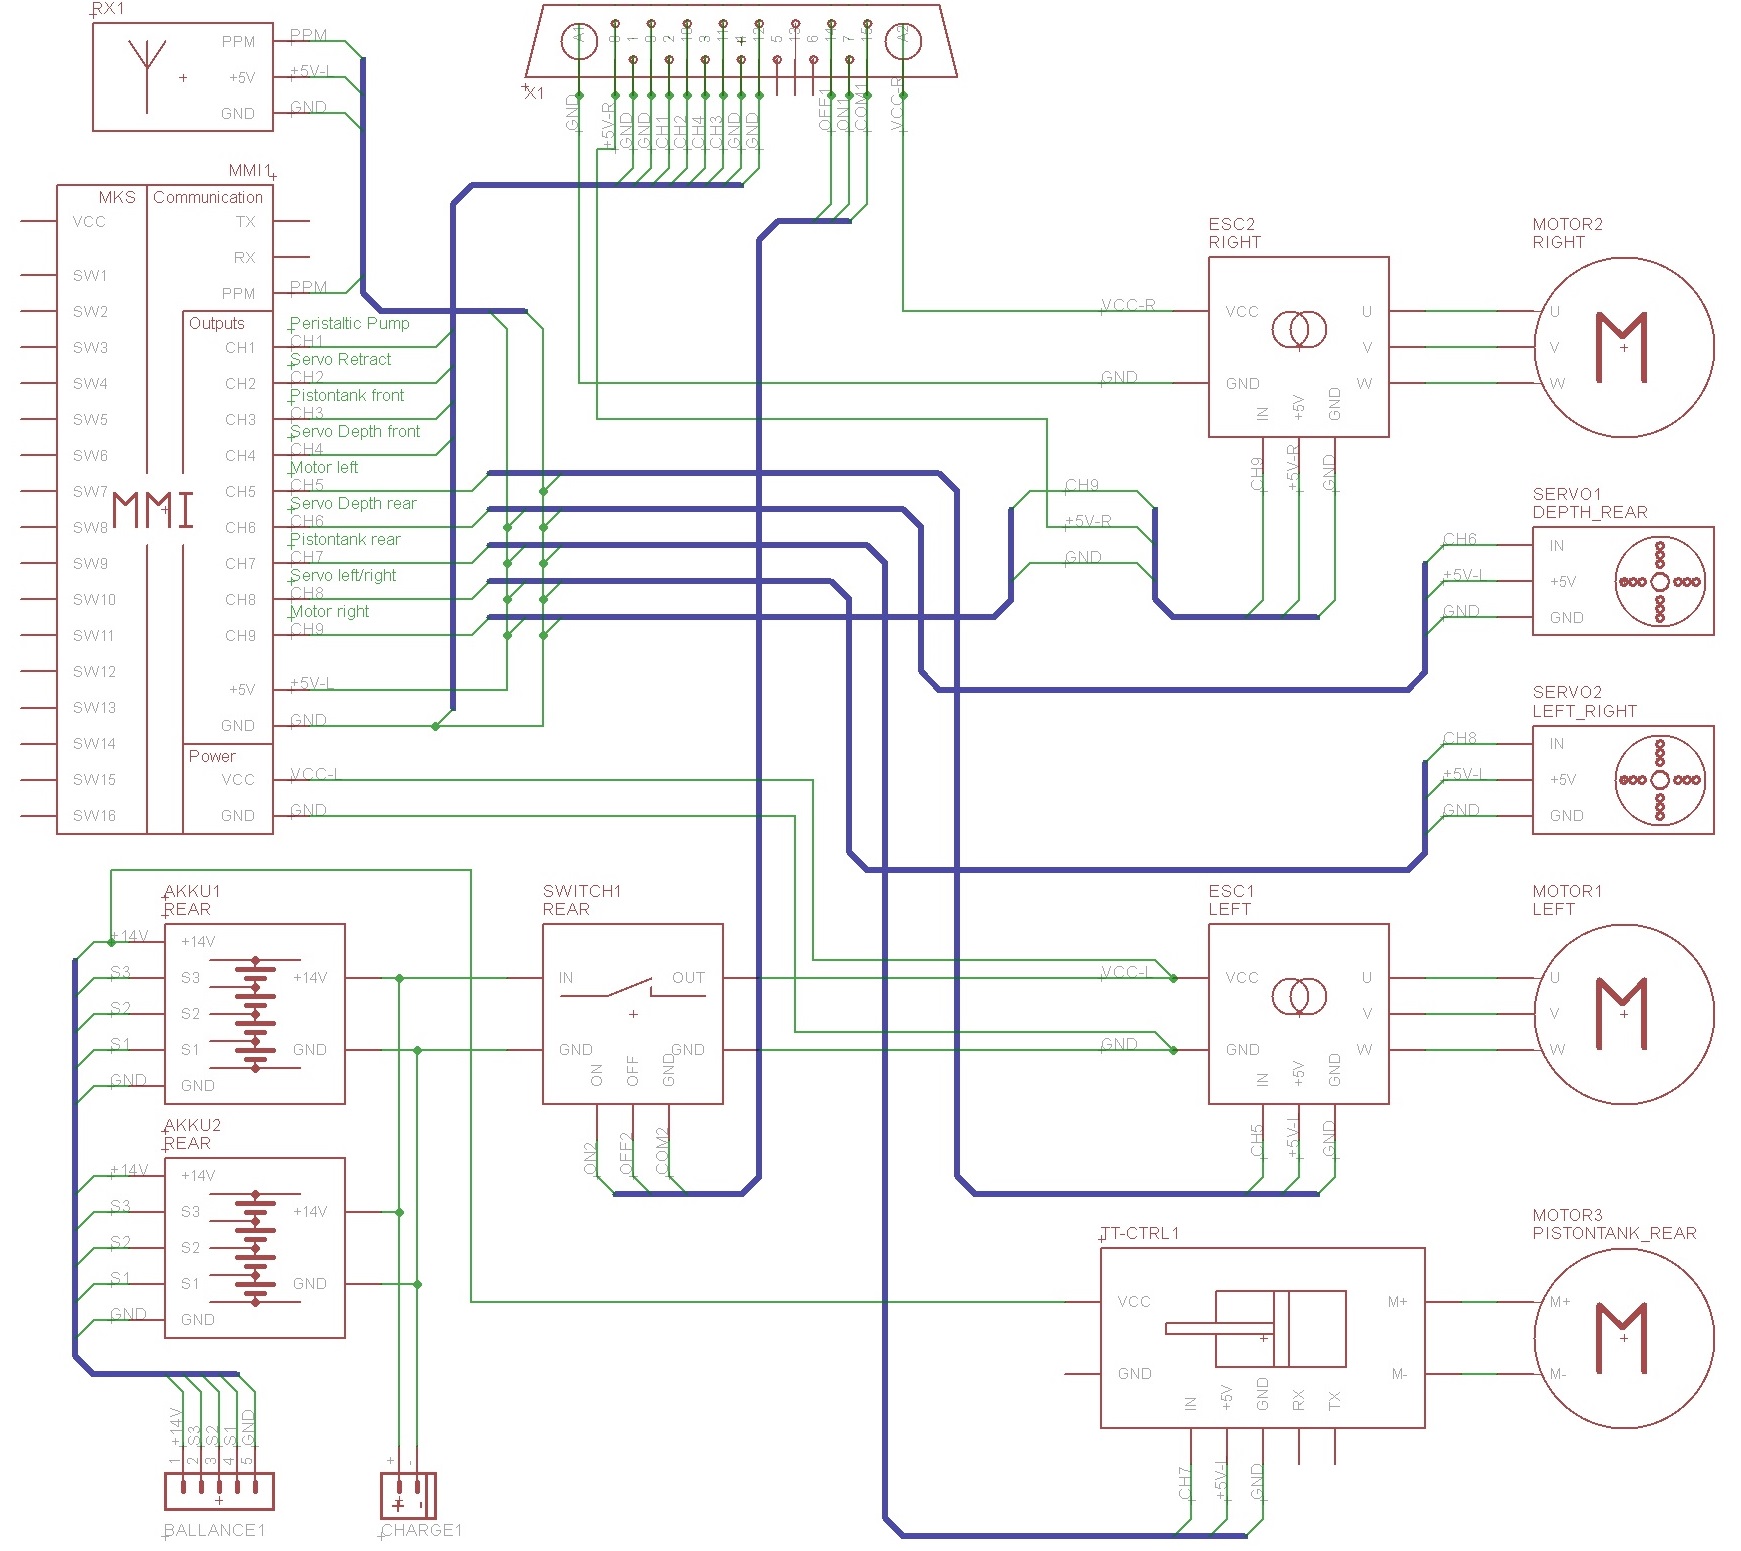 RX1
PPM
+5V
GND
PPM
+5V-L
GND
X1
A1
8
1
9
2
10
3
11
4
12
5
13
6
14
7
15
A2
GND
+5V-R
GND
GND
CH1
CH2
CH4
CH3
GND
GND
OFF1
ON1
COM1
VCC-R
MMI1
MKS
Communication
VCC
SW1
SW2
SW3
SW4
SW5
SW6
SW7
SW8
SW9
SW10
SW11
SW12
SW13
SW14
SW15
SW16
MMI
TX
RX
PPM
Outputs
CH1
CH2
CH3
CH4
CH5
CH6
CH7
CH8
CH9
+5V
GND
Power
VCC
GND
PPM
Peristaltic Pump
CH1
Servo Retract
CH2
Pistontank front
CH3
Servo Depth front
CH4
Motor left
CH5
Servo Depth rear
CH6
Pistontank rear
CH7
Servo left/right
CH8
Motor right
CH9
+5V-L
GND
VCC-L
GND
ESC2
RIGHT
VCC-R
GND
VCC
GND
U
V
W
IN
+5V
GND
CH9
+5V-R
GND
MOTOR2
RIGHT
U
V
W
M
CH9
+5V-R
GND
SERVO1
DEPTH_REAR
CH6
+5V-L
GND
IN
+5V
GND
SERVO2
LEFT_RIGHT
CH8
+5V-L
GND
IN
+5V
GND
AKKU1
REAR
+14V
S3
S2
S1
GND
+14V
S3
S2
S1
GND
+14V
GND
SWITCH1
REAR
IN
OUT
GND
GND
ON
OFF
GND
ON2
OFF2
COM2
ESC1
LEFT
VCC-L
GND
VCC
GND
U
V
W
IN
+5V
GND
CH5
+5V-L
GND
MOTOR1
LEFT
U
V
W
M
AKKU2
REAR
+14V
S3
S2
S1
GND
+14V
S3
S2
S1
GND
+14V
GND
TT-CTRL1
VCC
GND
M+
M-
IN
+5V
GND
RX
TX
CH7
+5V-L
GND
MOTOR3
PISTONTANK_REAR
M+
M-
M
+14V
S3
S2
S1
GND
1
2
3
4
5
BALLANCE1
+
-
+
-
CHARGE1